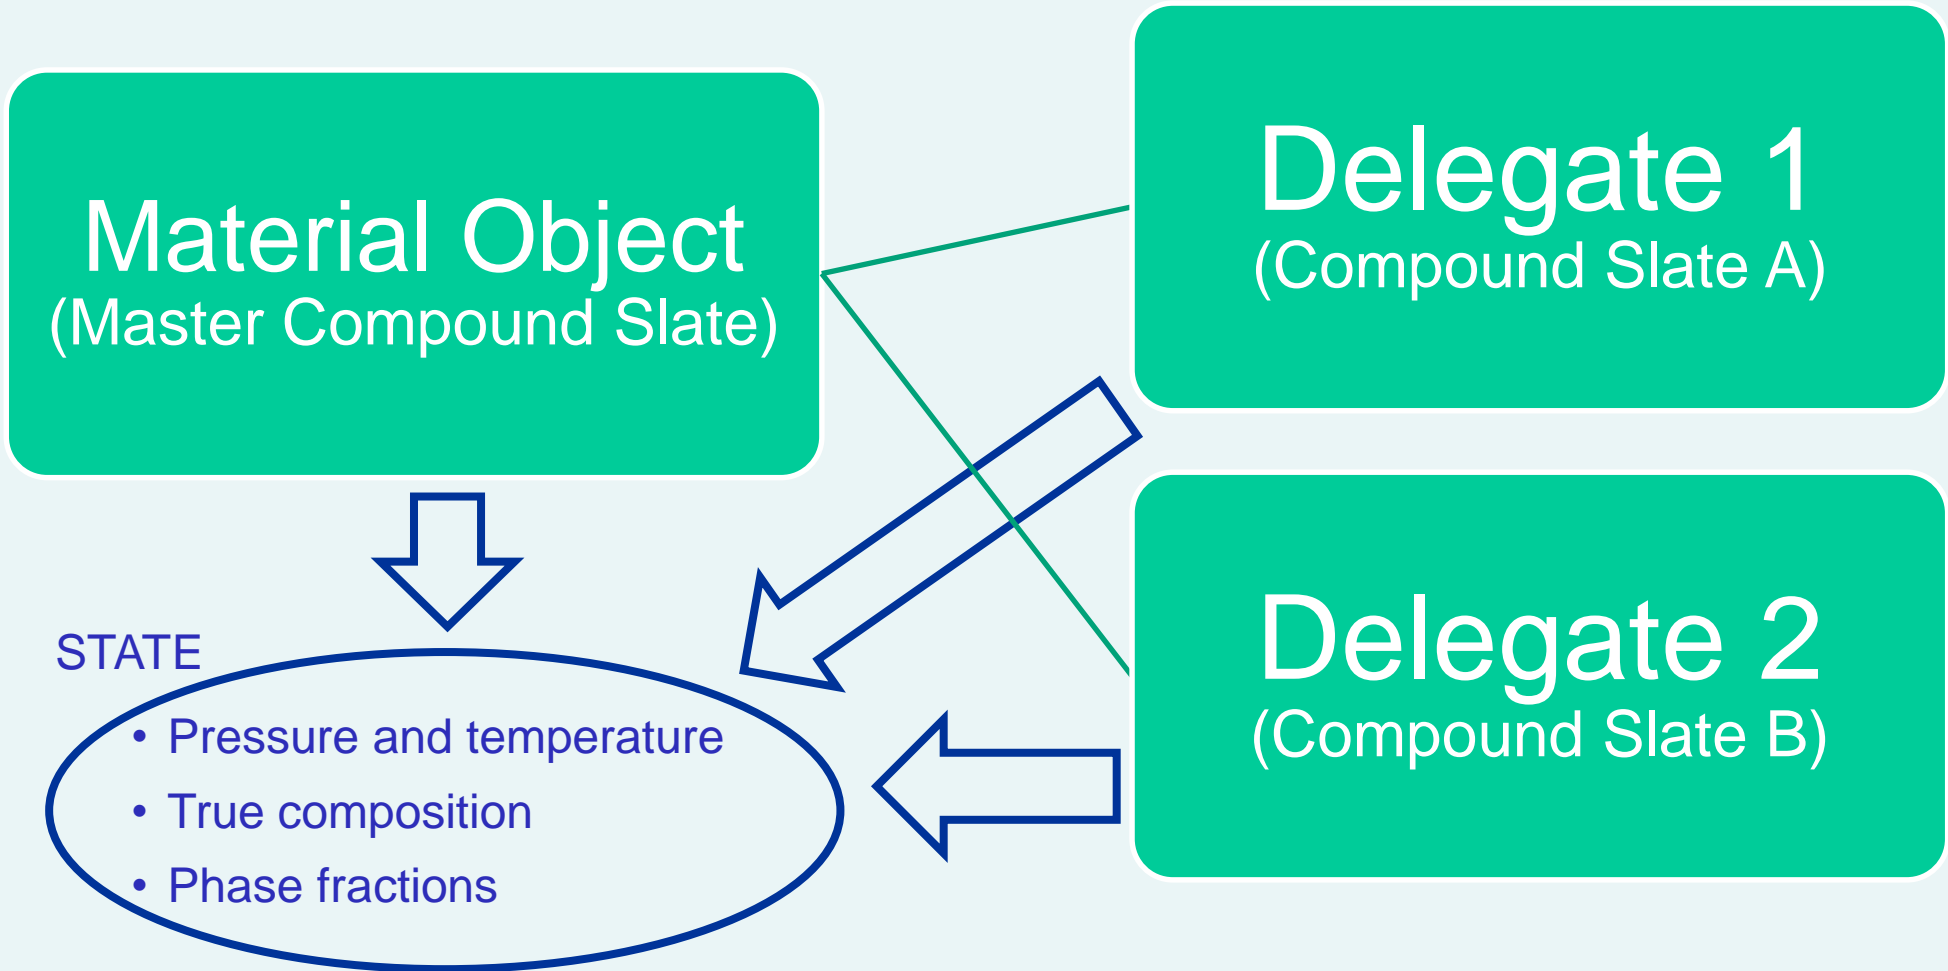 Material Object
(Master Compound Slate)
Delegate 1
(Compound Slate A)
Delegate 2
(Compound Slate B)
STATE
• Pressure and temperature
• True composition
• Phase fractions